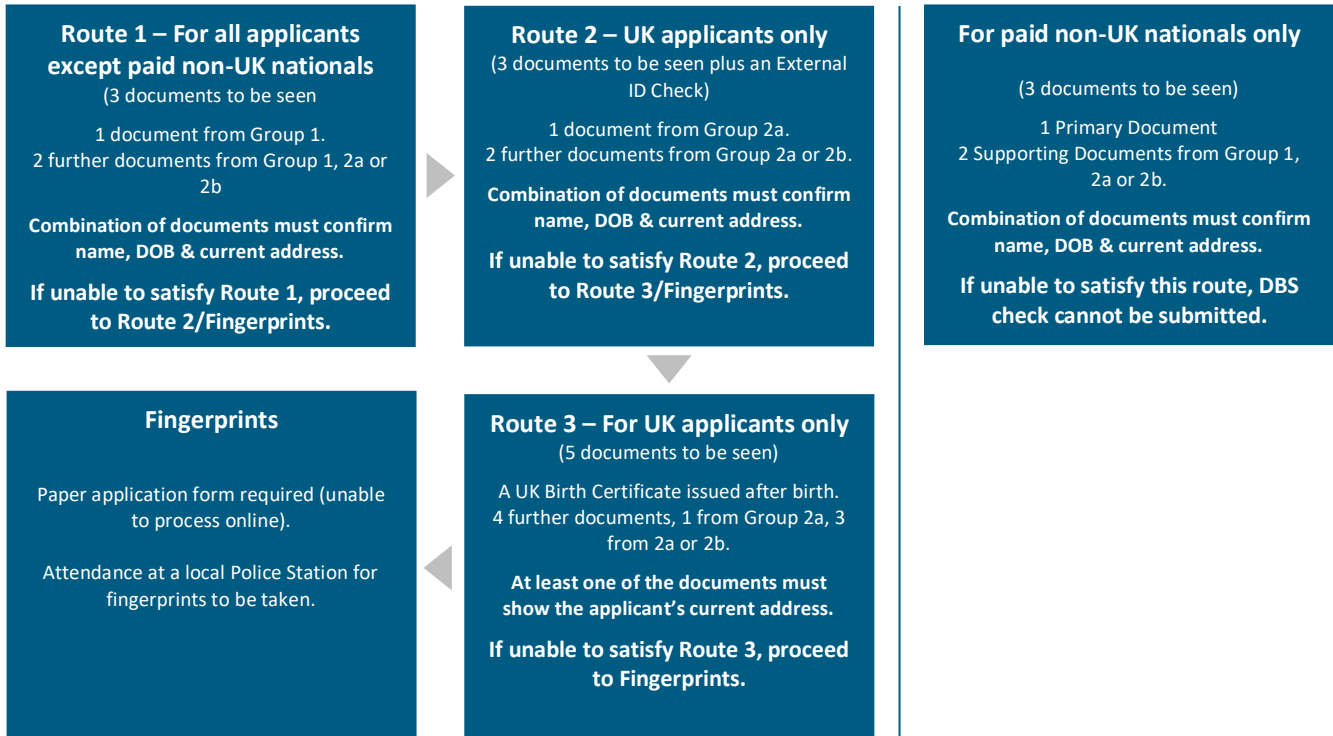 Route 1 – For all applicants
except paid non-UK nationals
(3 documents to be seen
1 document from Group 1.
2 further documents from Group 1, 2a or
2b
Combination of documents must confirm
name, DOB & current address.
If unable to satisfy Route 1, proceed
to Route 2/Fingerprints.
Route 2 – UK applicants only
(3 documents to be seen plus an External
ID Check)
1 document from Group 2a.
2 further documents from Group 2a or 2b.
Combination of documents must confirm
name, DOB & current address.
If unable to satisfy Route 2, proceed
to Route 3/Fingerprints.
For paid non-UK nationals only
(3 documents to be seen)
1 Primary Document
2 Supporting Documents from Group 1,
2a or 2b.
Combination of documents must confirm
name, DOB & current address.
If unable to satisfy this route, DBS
check cannot be submitted.
Route 3 – For UK applicants only
(5 documents to be seen)
A UK Birth Certificate issued after birth.
4 further documents, 1 from Group 2a, 3
from 2a or 2b.
At least one of the documents must
show the applicant's current address.
If unable to satisfy Route 3, proceed
to Fingerprints.
Fingerprints
Paper application form required (unable
to process online).
Attendance at a local Police Station for
fingerprints to be taken.